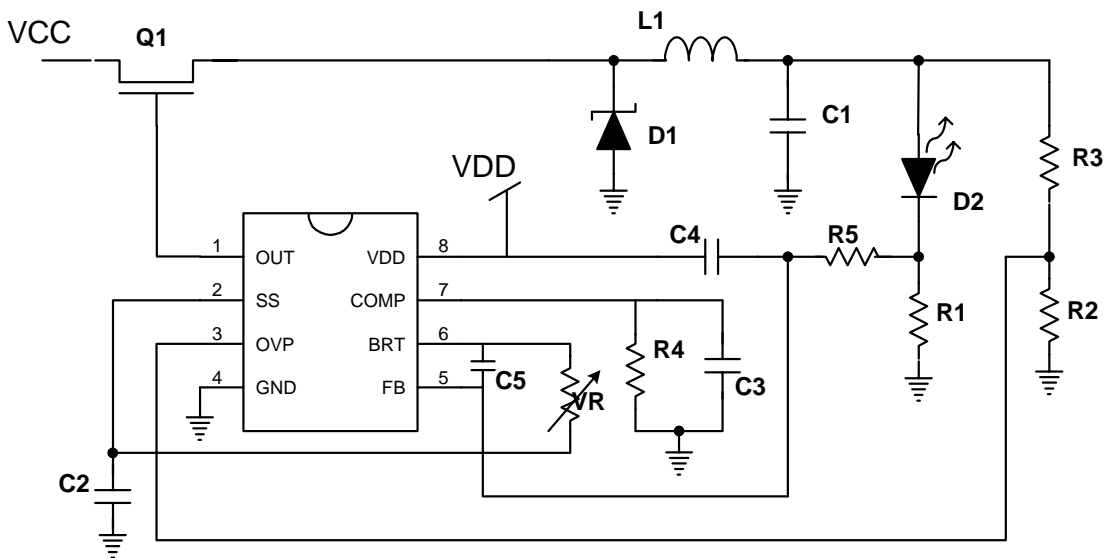 L1
VCC
Q1
C1
D1
R3
VDD
D2
C4
R5
1 OUT VDD 8
2 SS COMP 7
R1
R2
3 OVP BRT 6
R4
C5
C3
4 GND FB 5
VR
C2